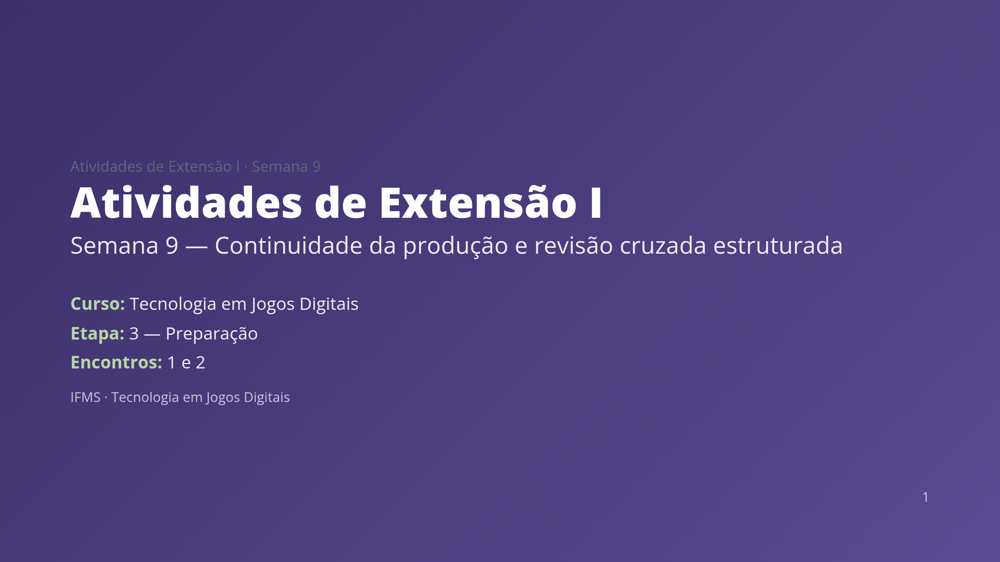 Atividades de Extensão I · Semana 9
Atividades de Extensão I
Semana 9 — Continuidade da produção e revisão cruzada estruturada
Curso: Tecnologia em Jogos Digitais
Etapa: 3 — Preparação
Encontros: 1 e 2
IFMS · Tecnologia em Jogos Digitais
1